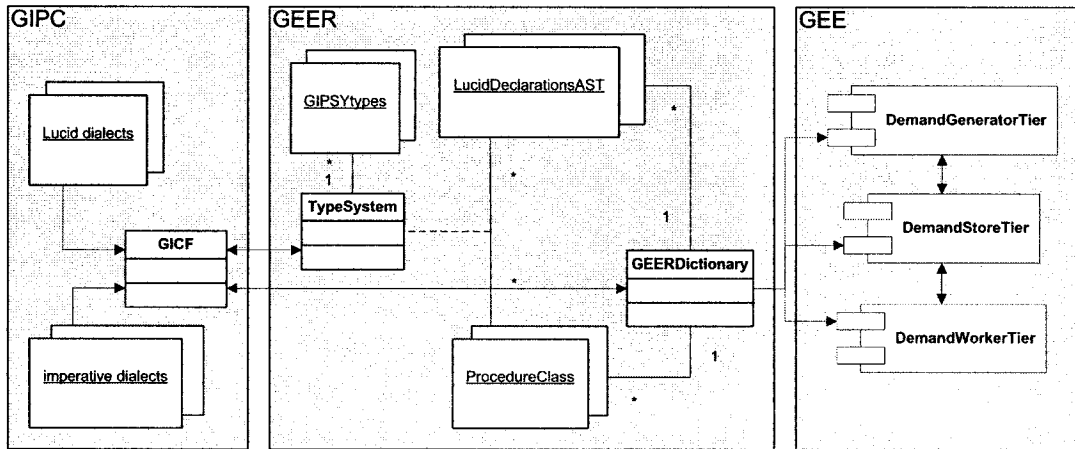 GIPC
GEER
GEE
GIPSYtypes
LucidDeclarationsAST
Lucid dialects
*
DemandGeneratorTier
*
1
*
TypeSystem
1
DemandStoreTier
GICF
GEERDictionary
*
DemandWorkerTier
1
imperative dialects
ProcedureClass
*